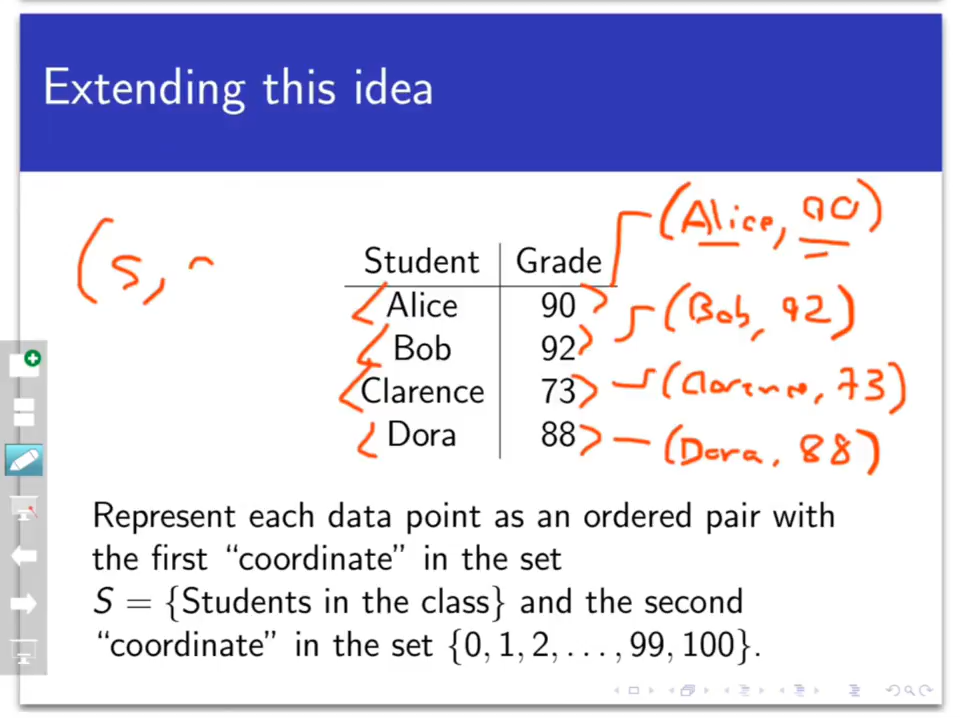 Extending this idea
(Alice, 90)
(s,
Student Grade
Alice 90
(Bob, 92)
Bob 92
Clarence 73
(Clarence, 73)
Dora 88
(Dora, 88)
Represent each data point as an ordered pair with
the first “coordinate” in the set
S = {Students in the class} and the second
“coordinate” in the set {0, 1, 2, . . . , 99, 100}.